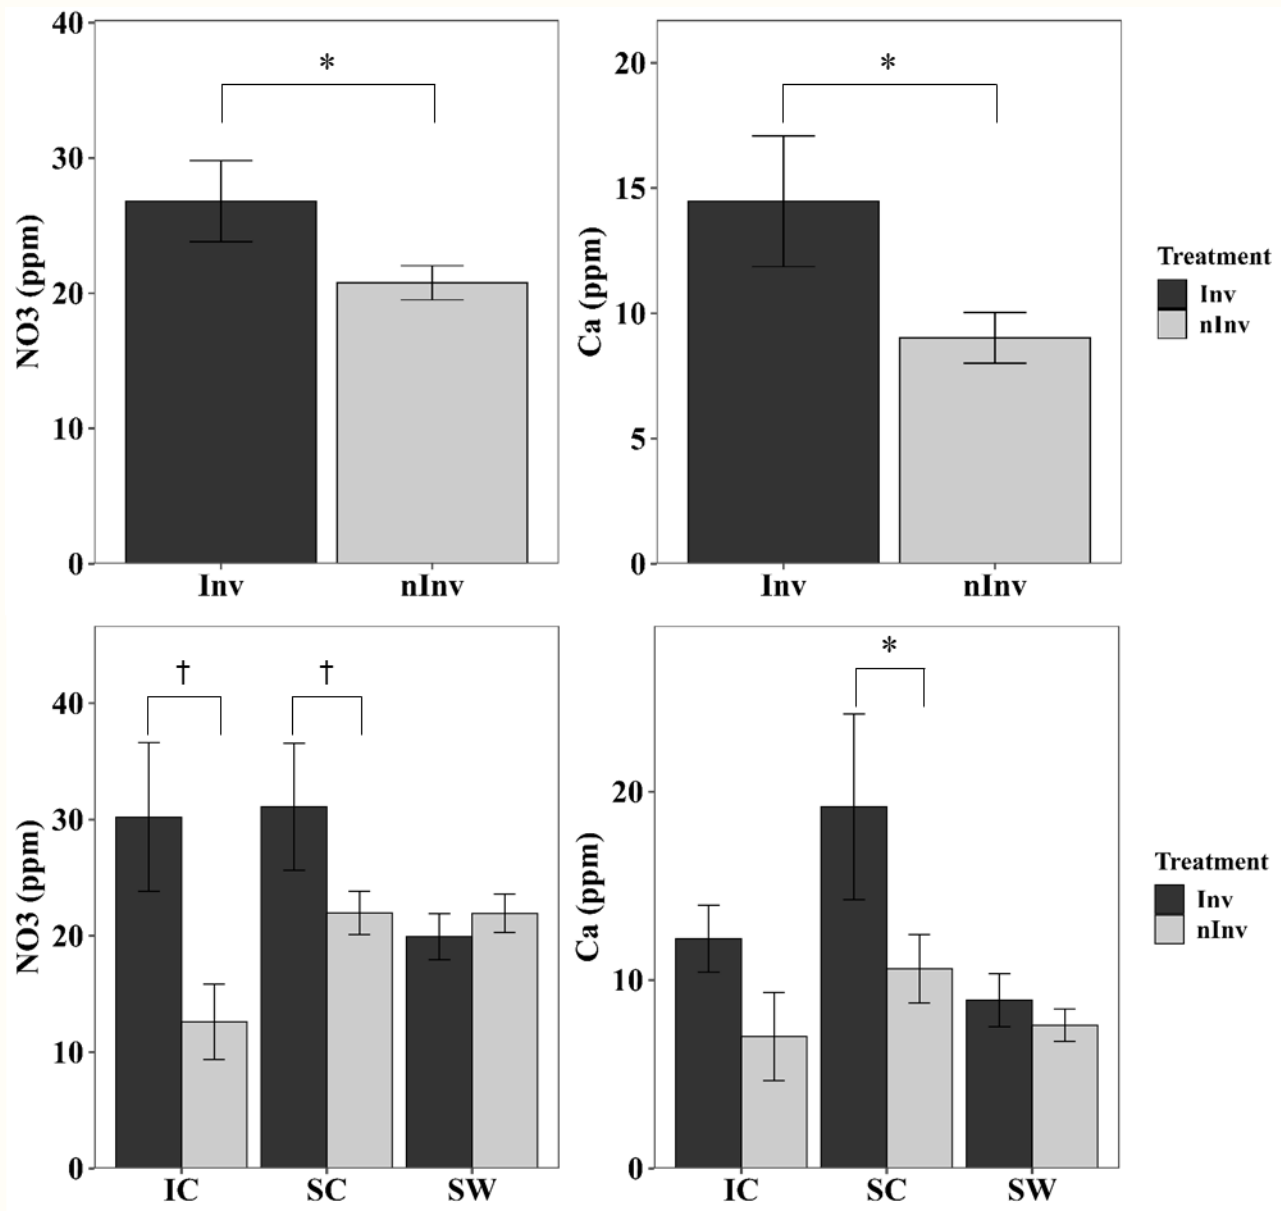 NO3 (ppm)
40
30
20
10
0
*
Inv nInv
Ca (ppm)
20
15
10
5
0
*
Inv nInv
Treatment
Inv
nInv
NO3 (ppm)
40
30
20
10
0
† †
IC SC SW
Ca (ppm)
20
10
0
*
IC SC SW
Treatment
Inv
nInv